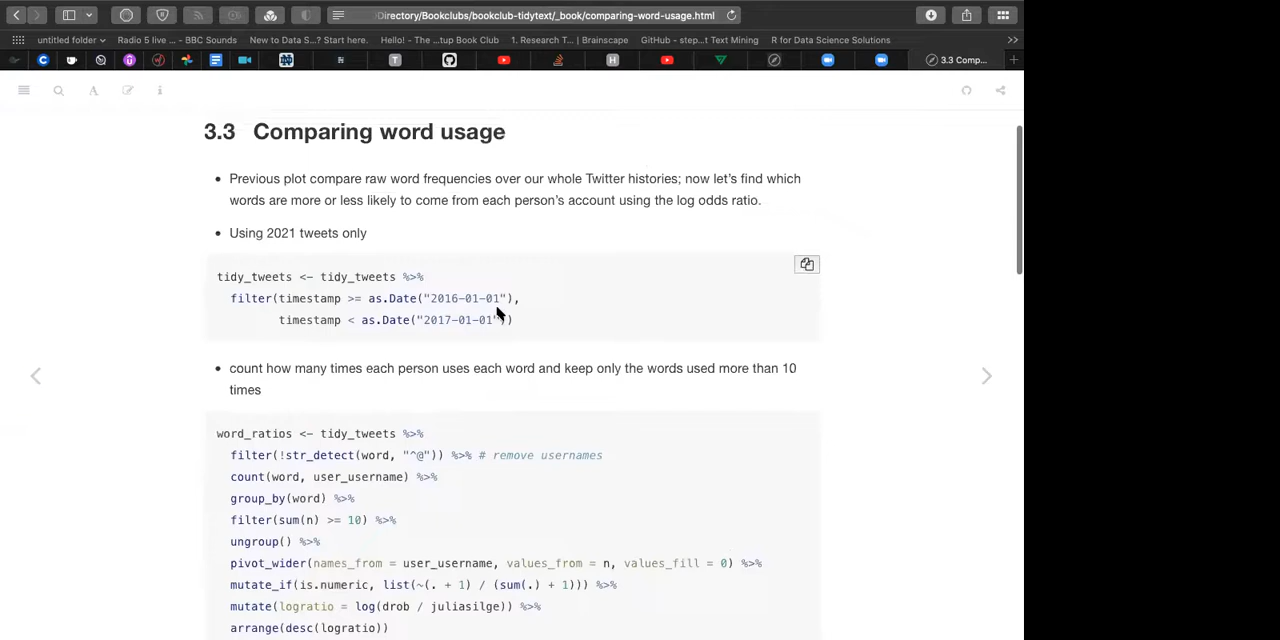 Directory/Bookclubs/bookclub-tidytext/_book/comparing-word-usage.html
untitled folder Radio 5 live ... - BBC Sounds New to Data S...? Start here. Hello! - The ...tup Book Club 1. Research T... | Brainscape GitHub - step...t Text Mining R for Data Science Solutions >>
3.3 Comp...
3.3 Comparing word usage
• Previous plot compare raw word frequencies over our whole Twitter histories; now let's find which
words are more or less likely to come from each person's account using the log odds ratio.
• Using 2021 tweets only
tidy_tweets <- tidy_tweets %>%
filter(timestamp >= as.Date("2016-01-01"),
timestamp < as.Date("2017-01-01"))
• count how many times each person uses each word and keep only the words used more than 10
times
word_ratios <- tidy_tweets %>%
filter(!str_detect(word, "^@")) %>% # remove usernames
count(word, user_username) %>%
group_by(word) %>%
filter(sum(n) >= 10) %>%
ungroup() %>%
pivot_wider(names_from = user_username, values_from = n, values_fill = 0) %>%
mutate_if(is.numeric, list(~(. + 1) / (sum(.) + 1))) %>%
mutate(logratio = log(drob / juliasilge)) %>%
arrange(desc(logratio))